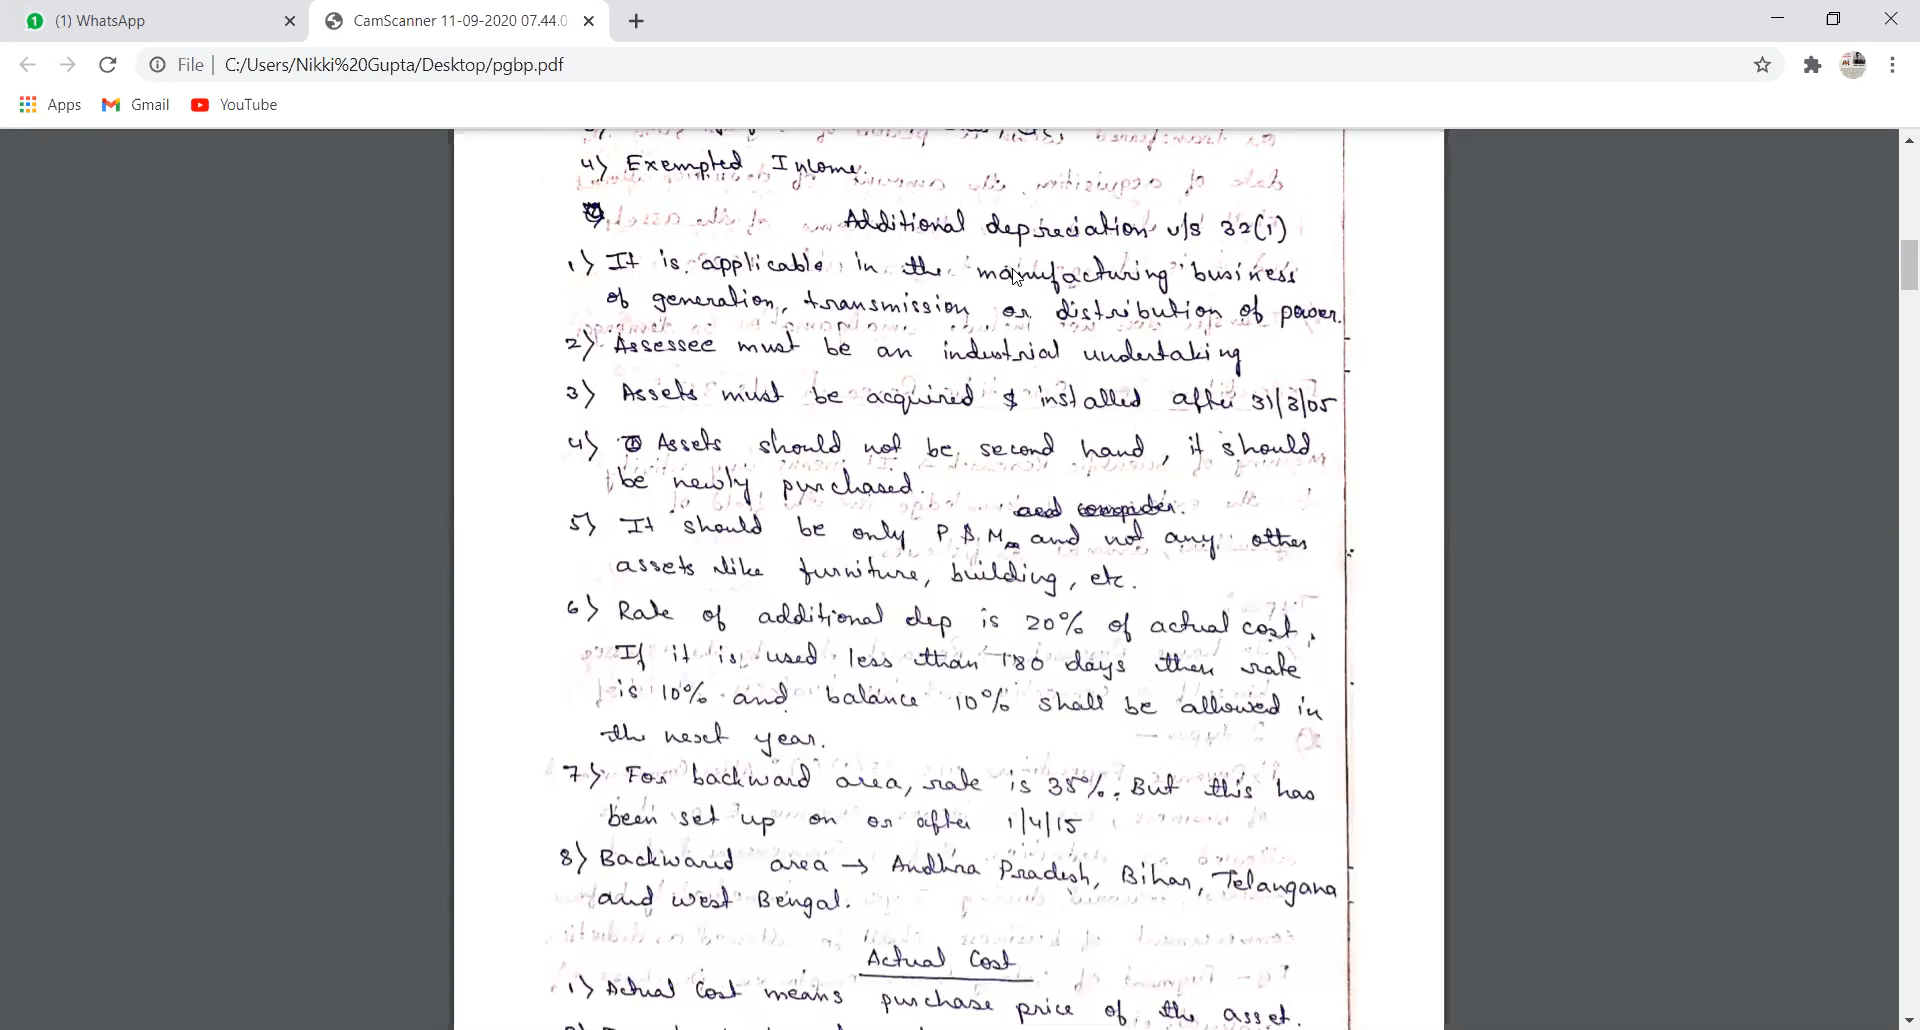 (1) WhatsApp
CamScanner 11-09-2020 07.44.0
File | C:/Users/Nikki%20Gupta/Desktop/pgbp.pdf
Apps Gmail YouTube
4) Exempted Income.
Additional depreciation u/s 32(i)
1) It is applicable in the manufacturing business
of generation, transmission or distribution of power.
2) Assessee must be an industrial undertaking
3) Assets must be acquired & installed after 31/3/05
4) Assets should not be second hand, it should
be newly purchased.
and computer.
5) It should be only P & M and not any other
assets like furniture, building, etc.
6) Rate of additional dep is 20% of actual cost.
If it is used less than 180 days then rate
is 10% and balance 10% shall be allowed in
the next year.
7) For backward area, rate is 35%. But this has
been set up on or after 1/4/15
8) Backward area → Andhra Pradesh, Bihar, Telangana
and West Bengal.
Actual Cost
1) Actual Cost means purchase price of the asset.